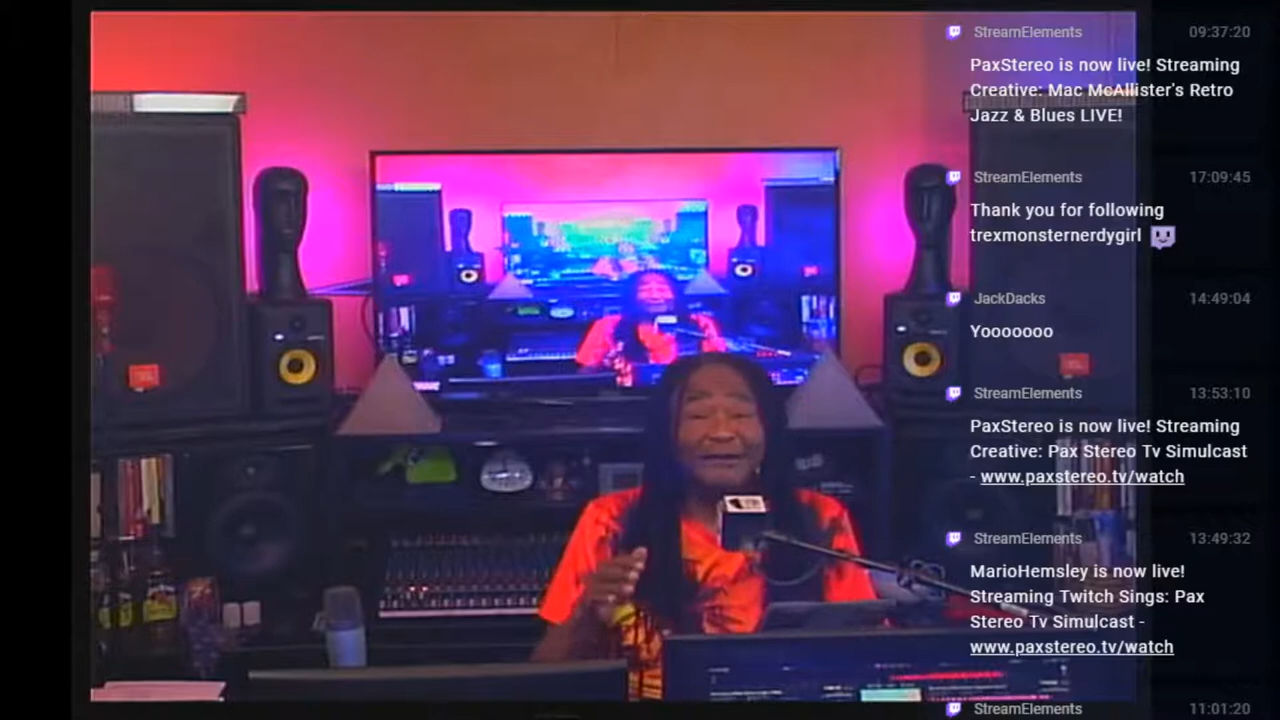 StreamElements 09:37:20
PaxStereo is now live! Streaming
Creative: Mac McAllister's Retro
Jazz & Blues LIVE!
StreamElements 17:09:45
Thank you for following
trexmonsternerdygirl
JackDacks 14:49:04
Yooooooo
StreamElements 13:53:10
PaxStereo is now live! Streaming
Creative: Pax Stereo Tv Simulcast
- www.paxstereo.tv/watch
StreamElements 13:49:32
MarioHemsley is now live!
Streaming Twitch Sings: Pax
Stereo Tv Simulcast -
www.paxstereo.tv/watch
StreamElements 11:01:20